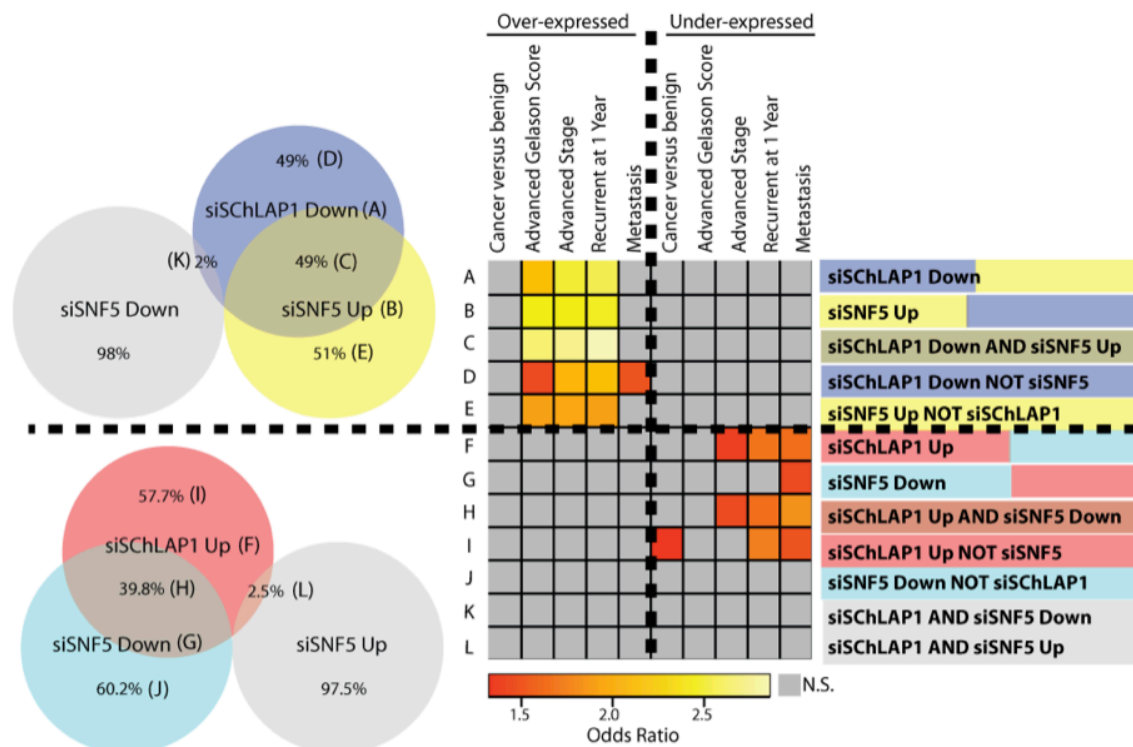 Over-expressed
Under-expressed
Cancer versus benign
Advanced Gelason Score
Advanced Stage
Recurrent at 1 Year
Metastasis
Cancer versus benign
Advanced Gelason Score
Advanced Stage
Recurrent at 1 Year
Metastasis
49% (D)
siSChLAP1 Down (A)
(K) 2%
49% (C)
siSNF5 Down
siSNF5 Up (B)
98%
51% (E)
57.7% (I)
siSChLAP1 Up (F)
39.8% (H)
2.5% (L)
siSNF5 Down (G)
siSNF5 Up
60.2% (J)
97.5%
A
B
C
D
E
F
G
H
I
J
K
L
siSChLAP1 Down
siSNF5 Up
siSChLAP1 Down AND siSNF5 Up
siSChLAP1 Down NOT siSNF5
siSNF5 Up NOT siSChLAP1
siSChLAP1 Up
siSNF5 Down
siSChLAP1 Up AND siSNF5 Down
siSChLAP1 Up NOT siSNF5
siSNF5 Down NOT siSChLAP1
siSChLAP1 AND siSNF5 Down
siSChLAP1 AND siSNF5 Up
N.S.
1.5 2.0 2.5
Odds Ratio